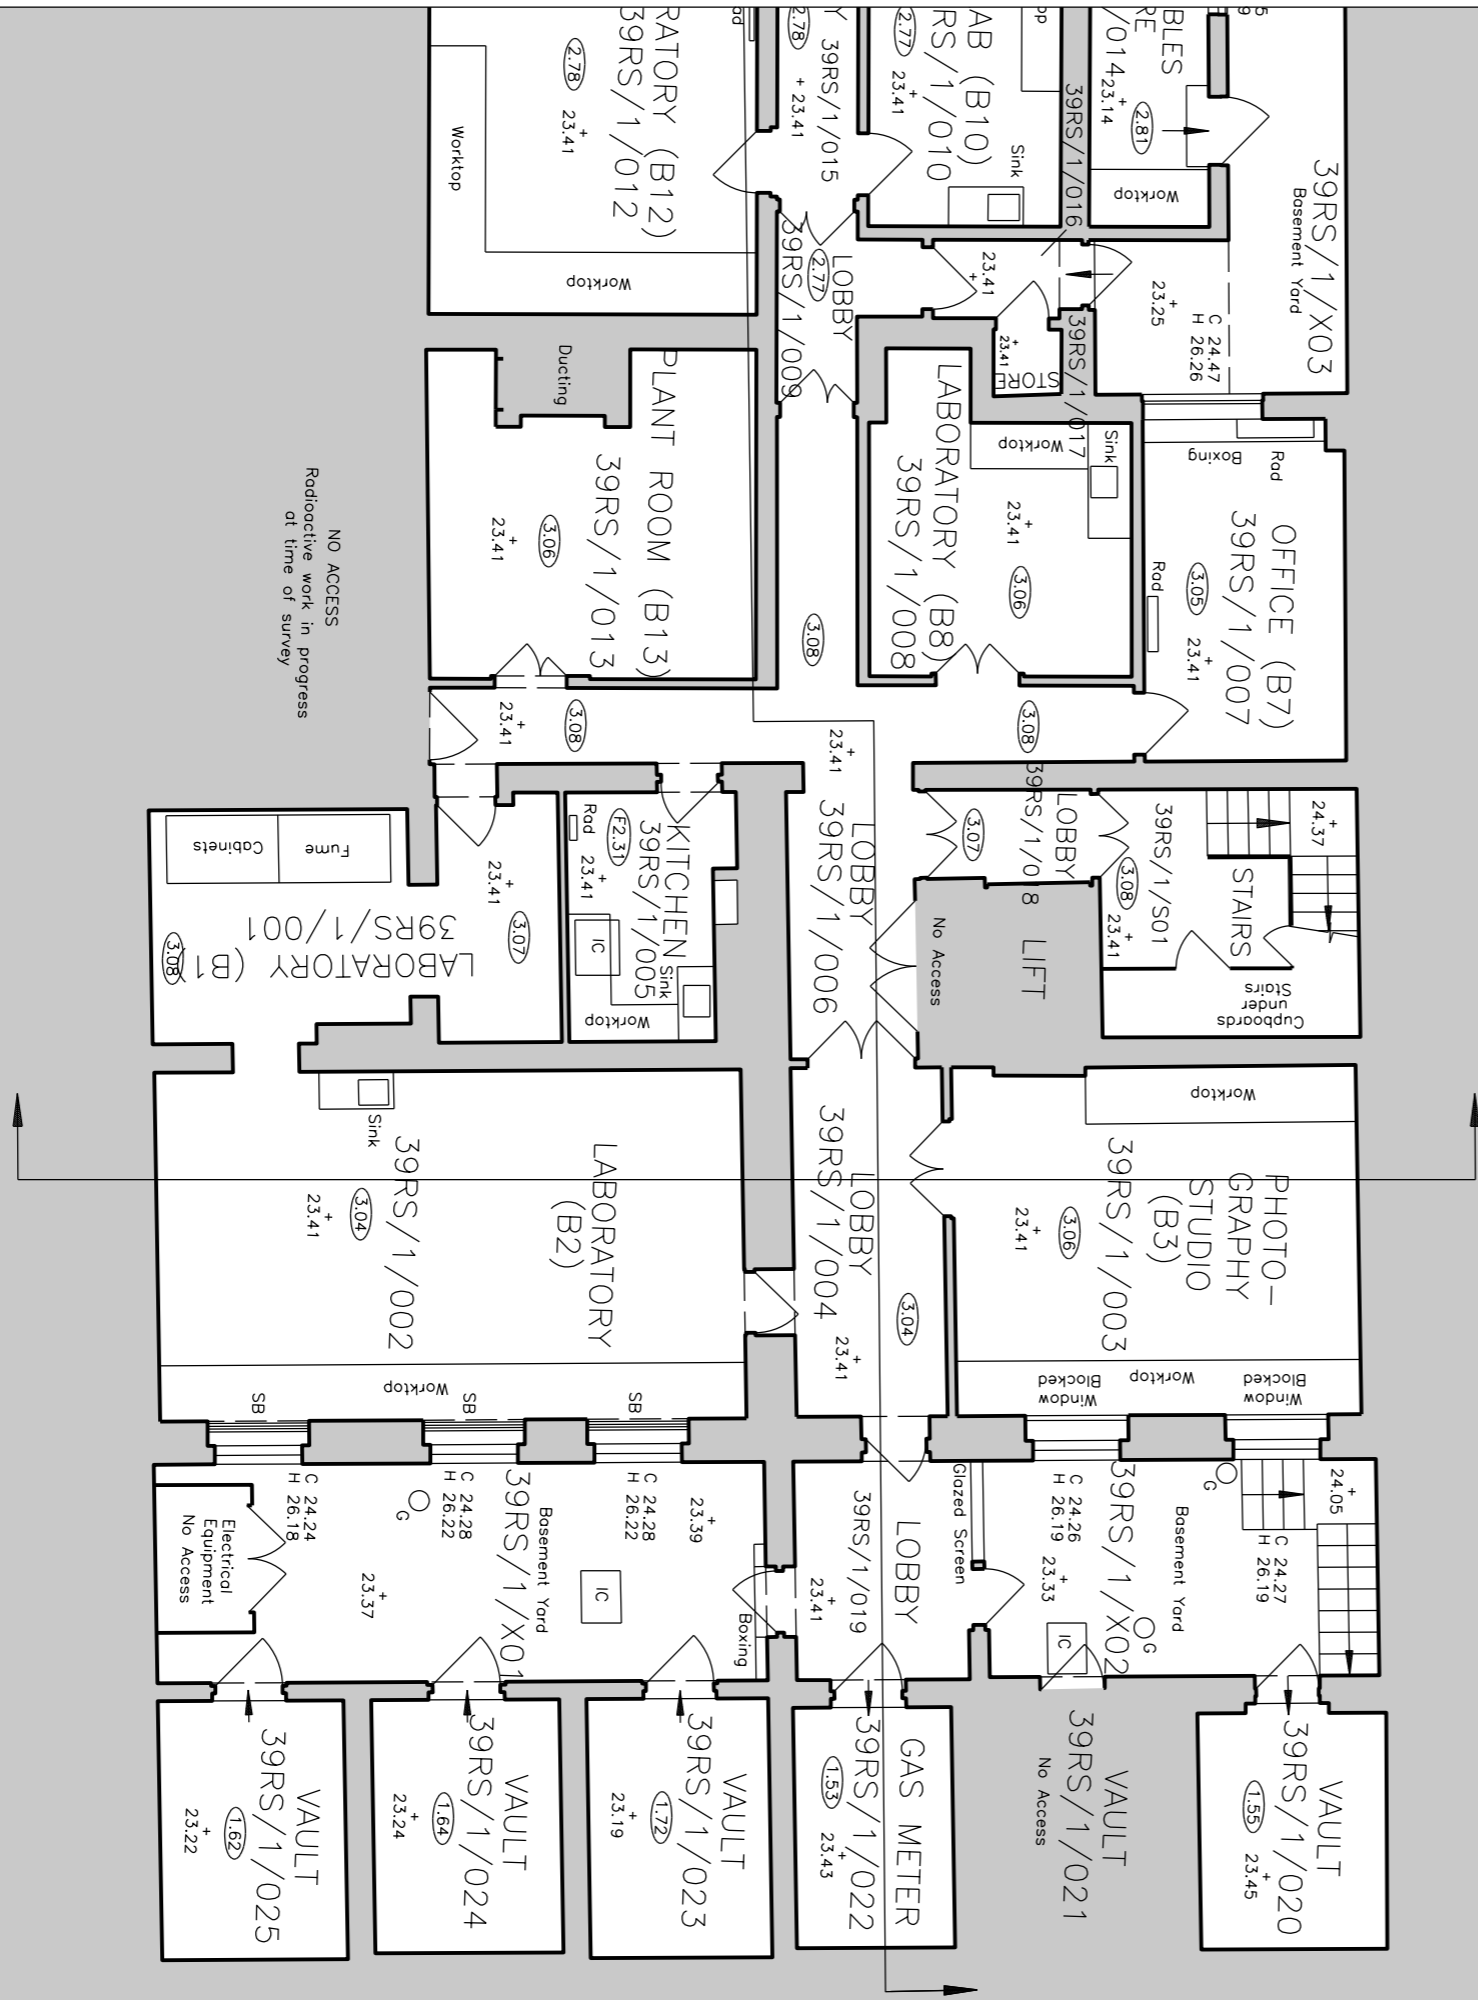 39RS/1/X03
Basement Yard
RATORY (B12)
39RS/1/012
2.78
23.41
Worktop
Worktop
2.78
39RS/1/015
23.41
AB (B10)
RS/1/010
2.77
23.41
Sink
39RS/1/016
BLES
RE
/014
23.14
2.81
Worktop
LOBBY
39RS/1/009
2.77
23.41
23.25
C 24.47
H 26.26
STORE
23.41
39RS/1/017
PLANT ROOM (B13)
39RS/1/013
3.06
23.41
Ducting
NO ACCESS
Radioactive work in progress
at time of survey
LABORATORY (B8)
39RS/1/008
Worktop
Sink
23.41
3.06
3.08
OFFICE (B7)
39RS/1/007
Rad
Boxing
Rad
3.05
23.41
23.41
3.08
23.41
3.08
Fume
Cabinets
LABORATORY (B1)
39RS/1/001
3.08
3.07
23.41
KITCHEN
39RS/1/005
F2.31
23.41
Rad
IC
Sink
Worktop
LOBBY
39RS/1/006
LOBBY
39RS/1/0 8
3.07
39RS/1/S01
STAIRS
3.08
23.41
24.37
Cupboards
under
Stairs
LIFT
No Access
LABORATORY
(B2)
39RS/1/002
3.04
23.41
Sink
Worktop
SB
SB
SB
LOBBY
39RS/1/004
3.04
23.41
PHOTO-
GRAPHY
STUDIO
(B3)
39RS/1/003
3.06
23.41
Worktop
Window
Blocked
Worktop
Window
Blocked
C 24.24
H 26.18
C 24.28
H 26.22
C 24.28
H 26.22
39RS/1/X01
Basement Yard
G
23.39
23.37
IC
Boxing
Electrical
Equipment
No Access
LOBBY
39RS/1/019
23.41
Glazed Screen
C 24.26
H 26.19
23.33
39RS/1/X02
Basement Yard
G
G
IC
C 24.27
H 26.19
24.05
VAULT
39RS/1/025
1.62
23.22
VAULT
39RS/1/024
1.64
23.24
VAULT
39RS/1/023
1.72
23.19
GAS METER
39RS/1/022
1.53
23.43
VAULT
39RS/1/021
No Access
VAULT
39RS/1/020
1.55
23.45